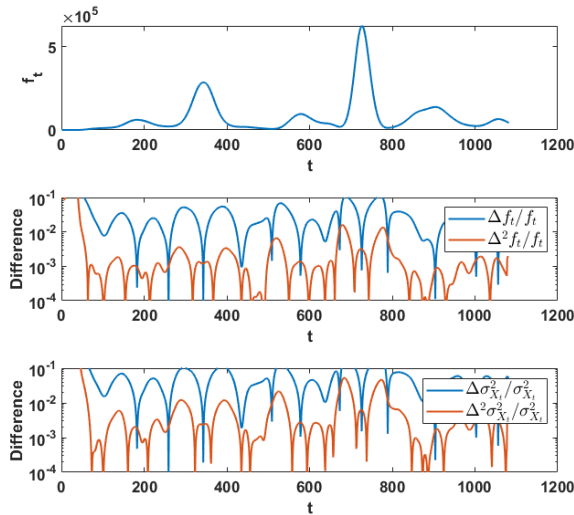 ×10⁵
5
0
f_t
0 200 400 600 800 1000 1200
t
10⁻¹
10⁻²
10⁻³
10⁻⁴
Difference
Δf_t/f_t
Δ²f_t/f_t
0 200 400 600 800 1000 1200
t
10⁻¹
10⁻²
10⁻³
10⁻⁴
Difference
Δσ²_{X_t}/σ²_{X_t}
Δ²σ²_{X_t}/σ²_{X_t}
0 200 400 600 800 1000 1200
t